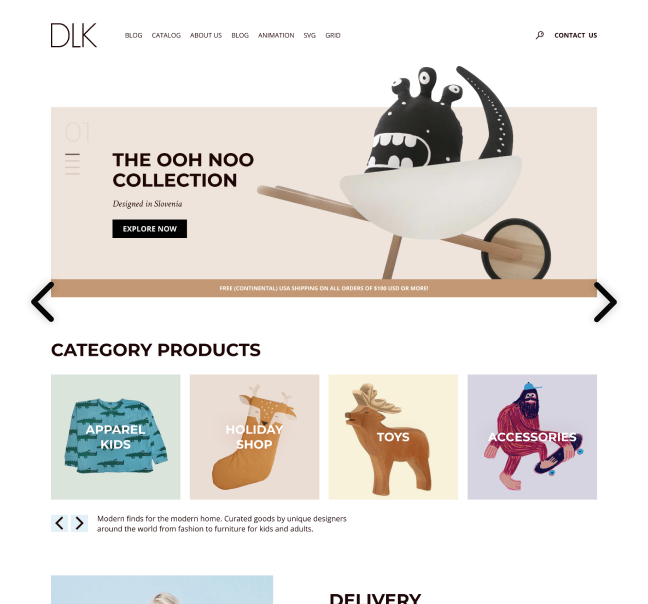 DLK
BLOG CATALOG ABOUT US BLOG ANIMATION SVG GRID
CONTACT US
01
THE OOH NOO
COLLECTION
Designed in Slovenia
EXPLORE NOW
FREE (CONTINENTAL) USA SHIPPING ON ALL ORDERS OF $100 USD OR MORE!
CATEGORY PRODUCTS
APPAREL
KIDS
HOLIDAY
SHOP
TOYS
ACCESSORIES
Modern finds for the modern home. Curated goods by unique designers
around the world from fashion to furniture for kids and adults.
DELIVERY